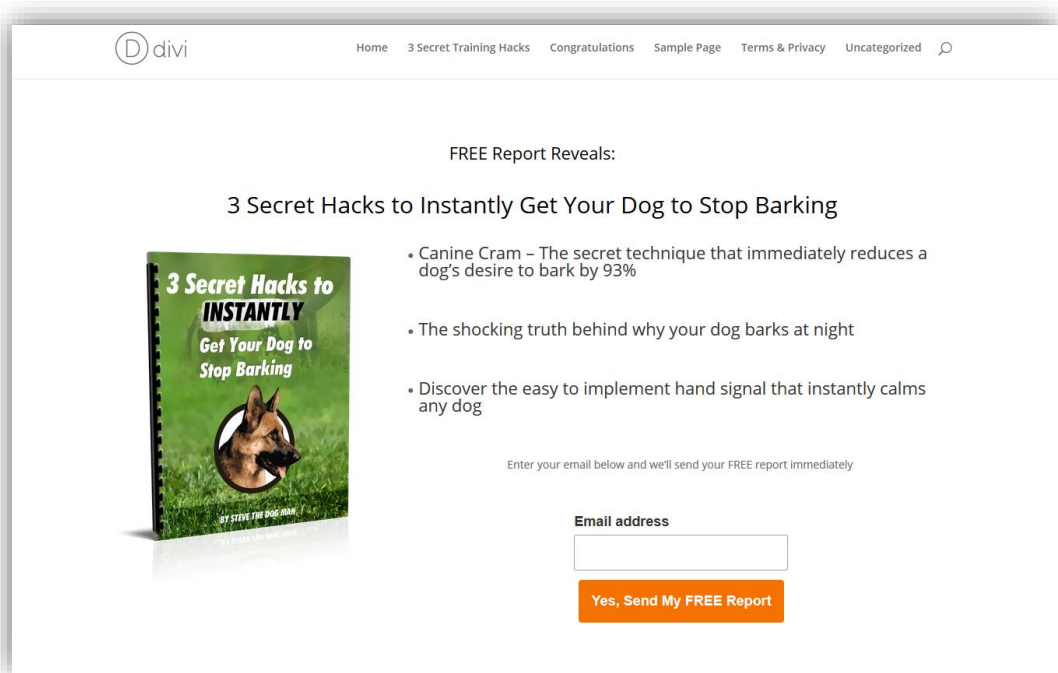 D divi
Home 3 Secret Training Hacks Congratulations Sample Page Terms & Privacy Uncategorized
FREE Report Reveals:
3 Secret Hacks to Instantly Get Your Dog to Stop Barking
3 Secret Hacks to
INSTANTLY
Get Your Dog to
Stop Barking
BY STEVE THE DOG MAN
• Canine Cram – The secret technique that immediately reduces a
dog's desire to bark by 93%
• The shocking truth behind why your dog barks at night
• Discover the easy to implement hand signal that instantly calms
any dog
Enter your email below and we'll send your FREE report immediately
Email address
Yes, Send My FREE Report